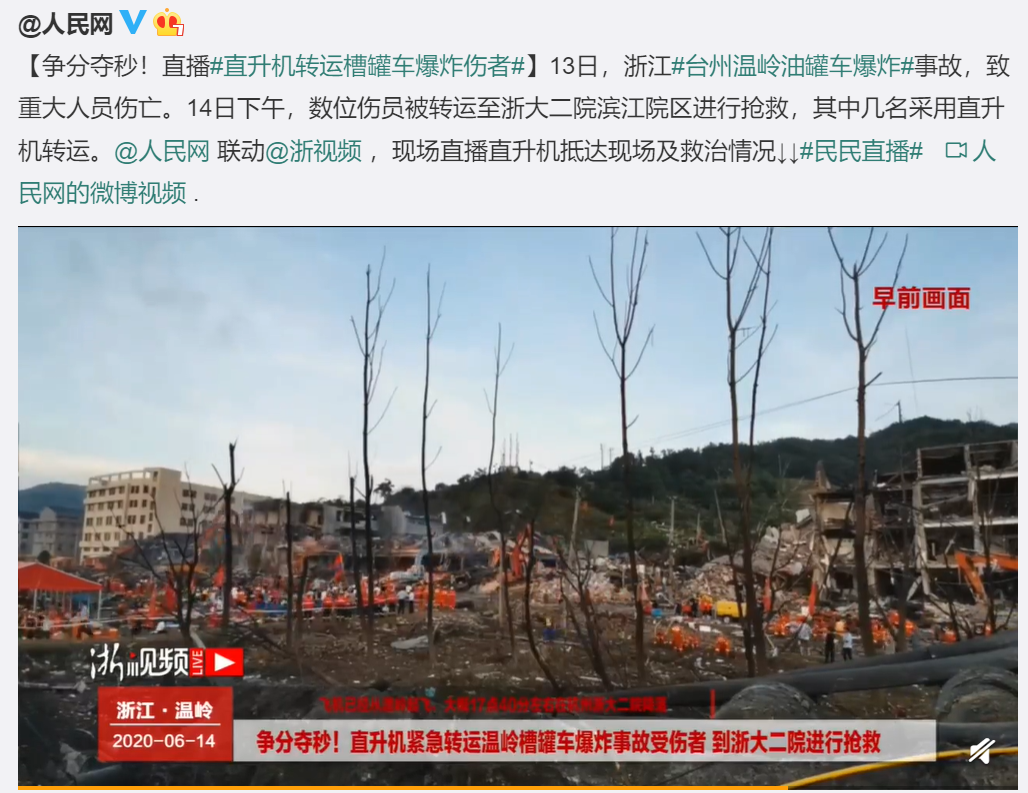 @人民网
【争分夺秒！直播#直升机转运槽罐车爆炸伤者#】13日，浙江#台州温岭油罐车爆炸#事故，致
重大人员伤亡。14日下午，数位伤员被转运至浙大二院滨江院区进行抢救，其中几名采用直升
机转运。@人民网 联动@浙视频 ，现场直播直升机抵达现场及救治情况↓↓#民民直播# 人
民网的微博视频 .
早前画面
浙视频 LIVE
浙江·温岭
2020-06-14
争分夺秒！直升机紧急转运温岭槽罐车爆炸事故受伤者 到浙大二院进行抢救